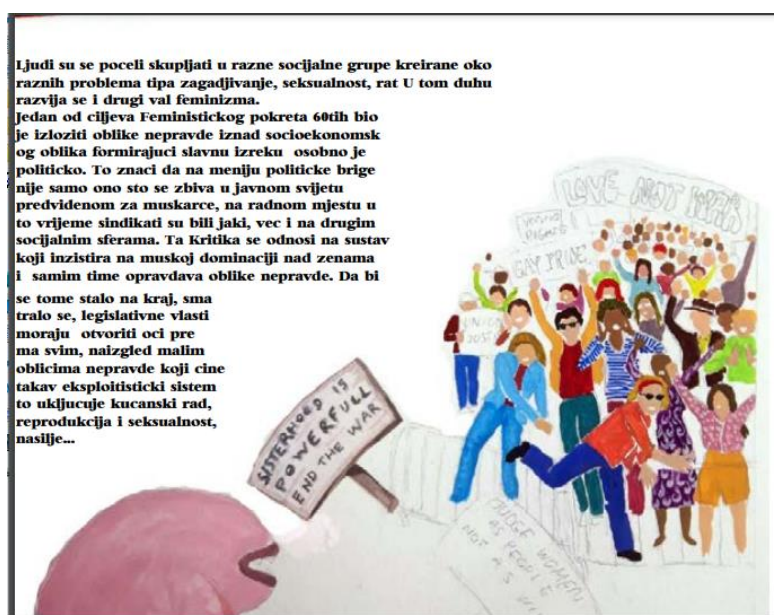 Ljudi su se poceli skupljati u razne socijalne grupe kreirane oko
raznih problema tipa zagadjivanje, seksualnost, rat U tom duhu
razvija se i drugi val feminizma.
Jedan od ciljeva Feministickog pokreta 60tih bio
je izloziti oblike nepravde iznad socioekonomsk
og oblika formirajuci slavnu izreku  osobno je
politicko. To znaci da na meniju politicke brige
nije samo ono sto se zbiva u javnom svijetu
predvidenom za muskarce, na radnom mjestu u
to vrijeme sindikati su bili jaki, vec i na drugim
socijalnim sferama. Ta Kritika se odnosi na sustav
koji inzistira na muskoj dominaciji nad zenama
i  samim time opravdava oblike nepravde. Da bi
se tome stalo na kraj, sma
tralo se, legislativne vlasti
moraju  otvoriti oci pre
ma svim, naizgled malim
oblicima nepravde koji cine
takav eksploitisticki sistem
to ukljucuje kucanski rad,
reprodukcija i seksualnost,
nasilje...
LOVE NOT WAR
GAY PRIDE
UNION
SISTERHOOD IS
POWERFULL
END THE WAR
JUDGE WOMEN
AS PEOPLE
NOT AS